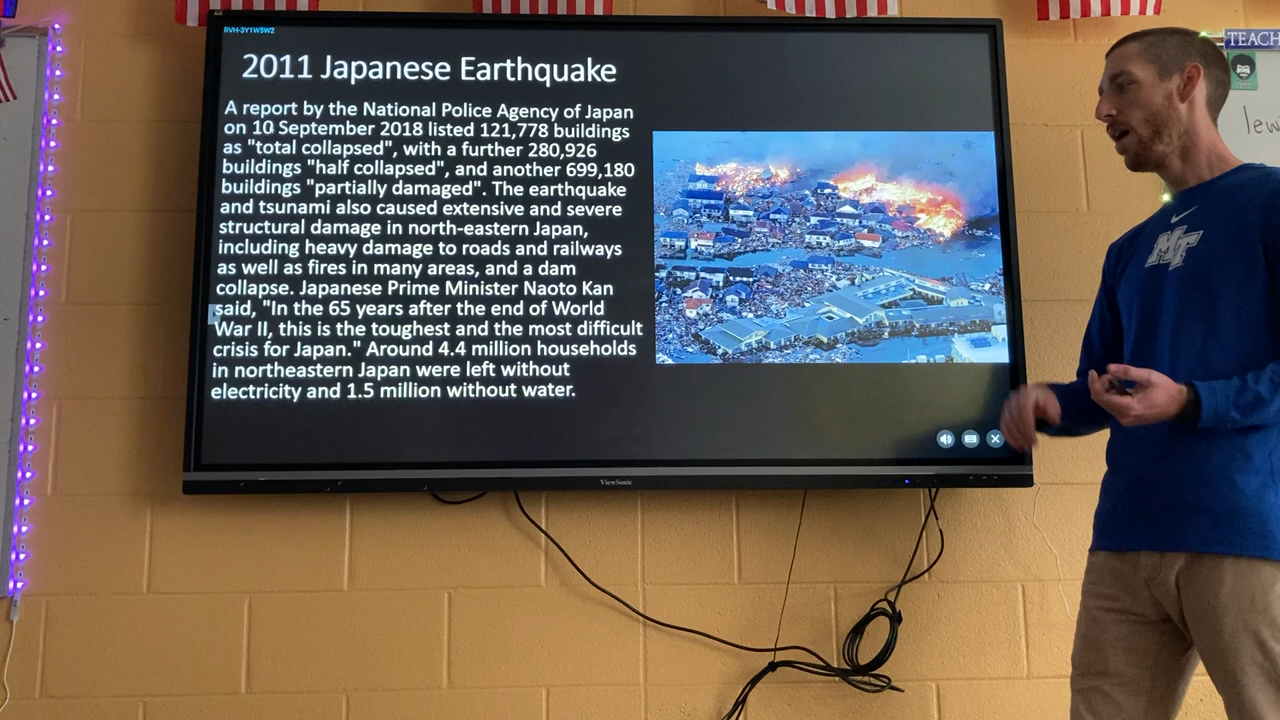 RVH-3Y1W5W2
2011 Japanese Earthquake
A report by the National Police Agency of Japan
on 10 September 2018 listed 121,778 buildings
as "total collapsed", with a further 280,926
buildings "half collapsed", and another 699,180
buildings "partially damaged". The earthquake
and tsunami also caused extensive and severe
structural damage in north-eastern Japan,
including heavy damage to roads and railways
as well as fires in many areas, and a dam
collapse. Japanese Prime Minister Naoto Kan
said, "In the 65 years after the end of World
War II, this is the toughest and the most difficult
crisis for Japan." Around 4.4 million households
in northeastern Japan were left without
electricity and 1.5 million without water.
ViewSonic
TEACH
MT